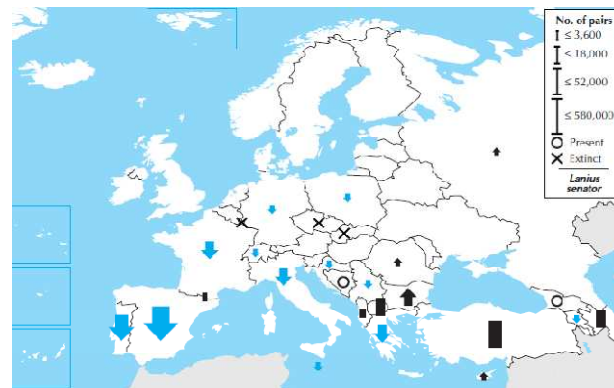 No. of pairs
≤ 3,600
≤ 18,000
≤ 52,000
≤ 580,000
Present
Extinct
Lanius
senator